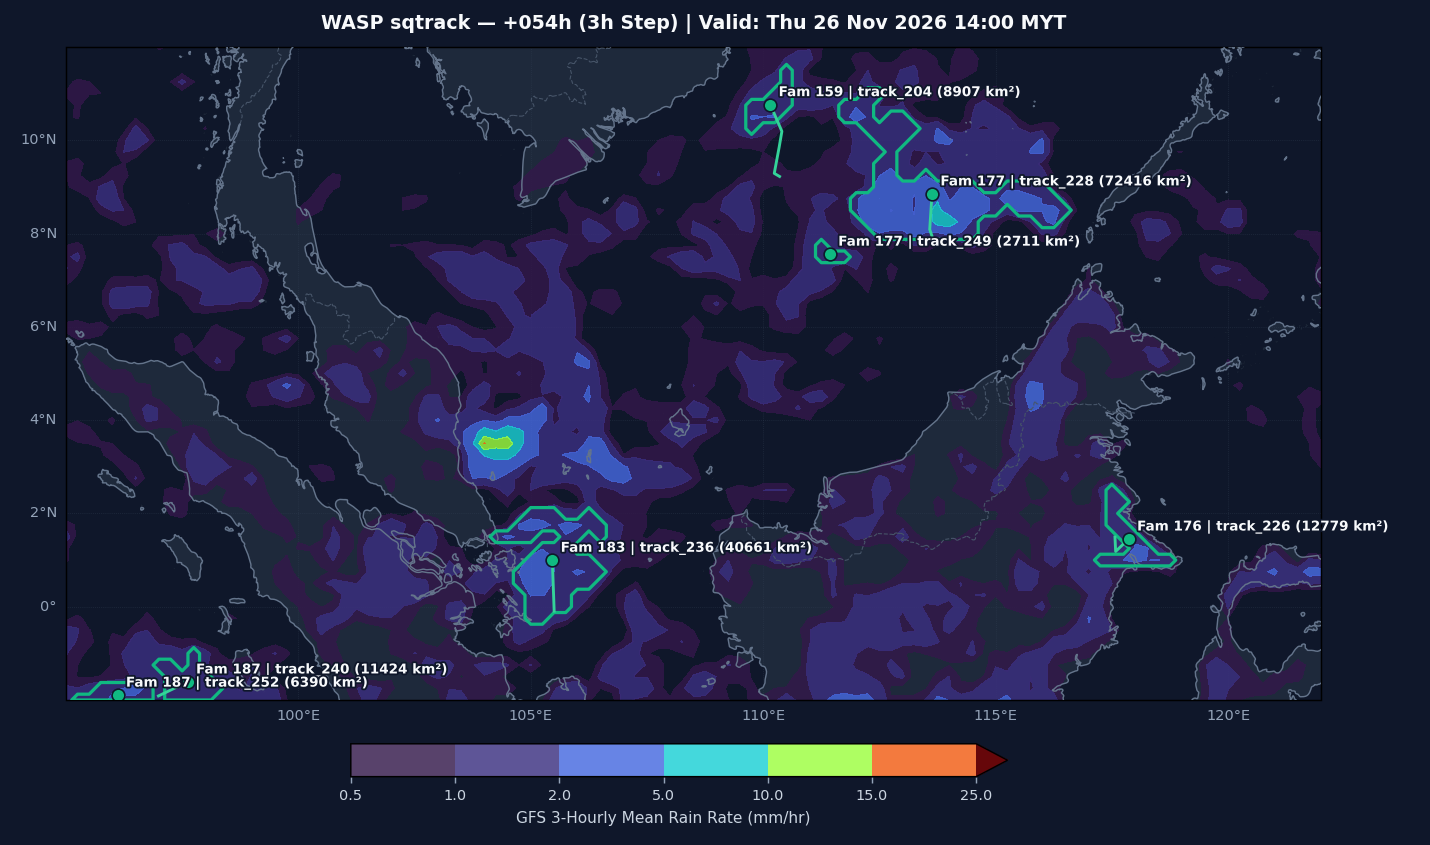 WASP sqtrack — +054h (3h Step) | Valid: Thu 26 Nov 2026 14:00 MYT
Fam 159 | track_204 (8907 km²)
10°N
Fam 177 | track_228 (72416 km²)
8°N
Fam 177 | track_249 (2711 km²)
6°N
4°N
2°N
Fam 176 | track_226 (12779 km²)
Fam 183 | track_236 (40661 km²)
0°
Fam 187 | track_240 (11424 km²)
Fam 187 | track_252 (6390 km²)
100°E 105°E 110°E 115°E 120°E
0.5 1.0 2.0 5.0 10.0 15.0 25.0
GFS 3-Hourly Mean Rain Rate (mm/hr)